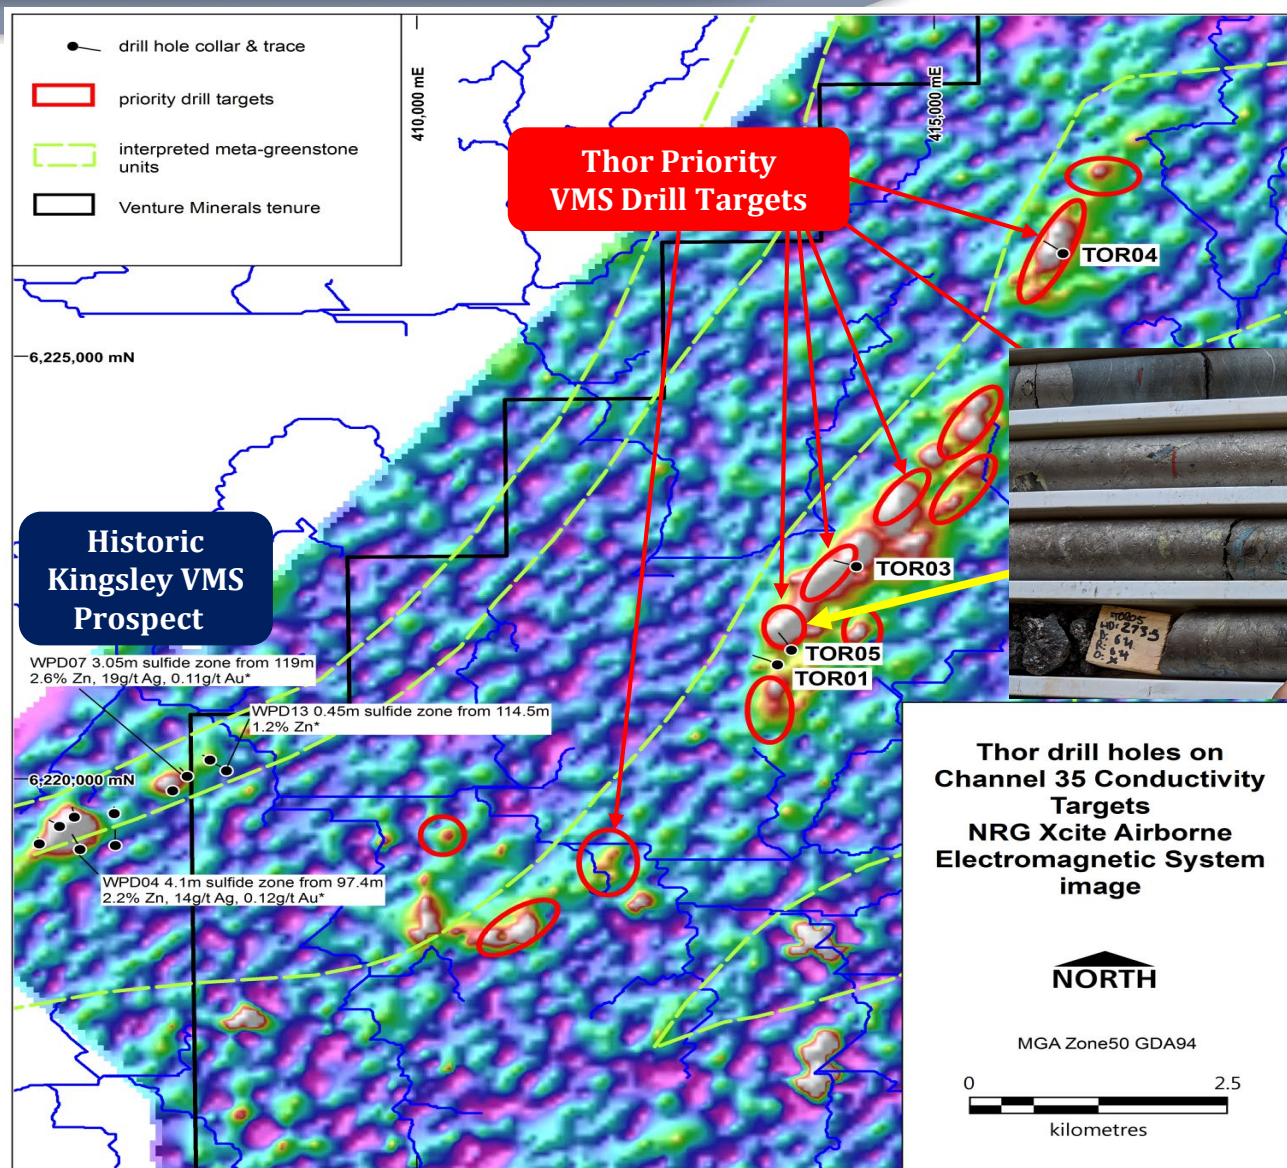 drill hole collar & trace
priority drill targets
interpreted meta-greenstone
units
Venture Minerals tenure
410,000 mE
415,000 mE
Thor Priority
VMS Drill Targets
TOR04
6,225,000 mN
Historic
Kingsley VMS
Prospect
TOR03
TOR05
TOR01
WPD07 3.05m sulfide zone from 119m
2.6% Zn, 19g/t Ag, 0.11g/t Au*
WPD13 0.45m sulfide zone from 114.5m
1.2% Zn*
6,220,000 mN
WPD04 4.1m sulfide zone from 97.4m
2.2% Zn, 14g/t Ag, 0.12g/t Au*
Thor drill holes on
Channel 35 Conductivity
Targets
NRG Xcite Airborne
Electromagnetic System
image
NORTH
MGA Zone50 GDA94
0 2.5
kilometres